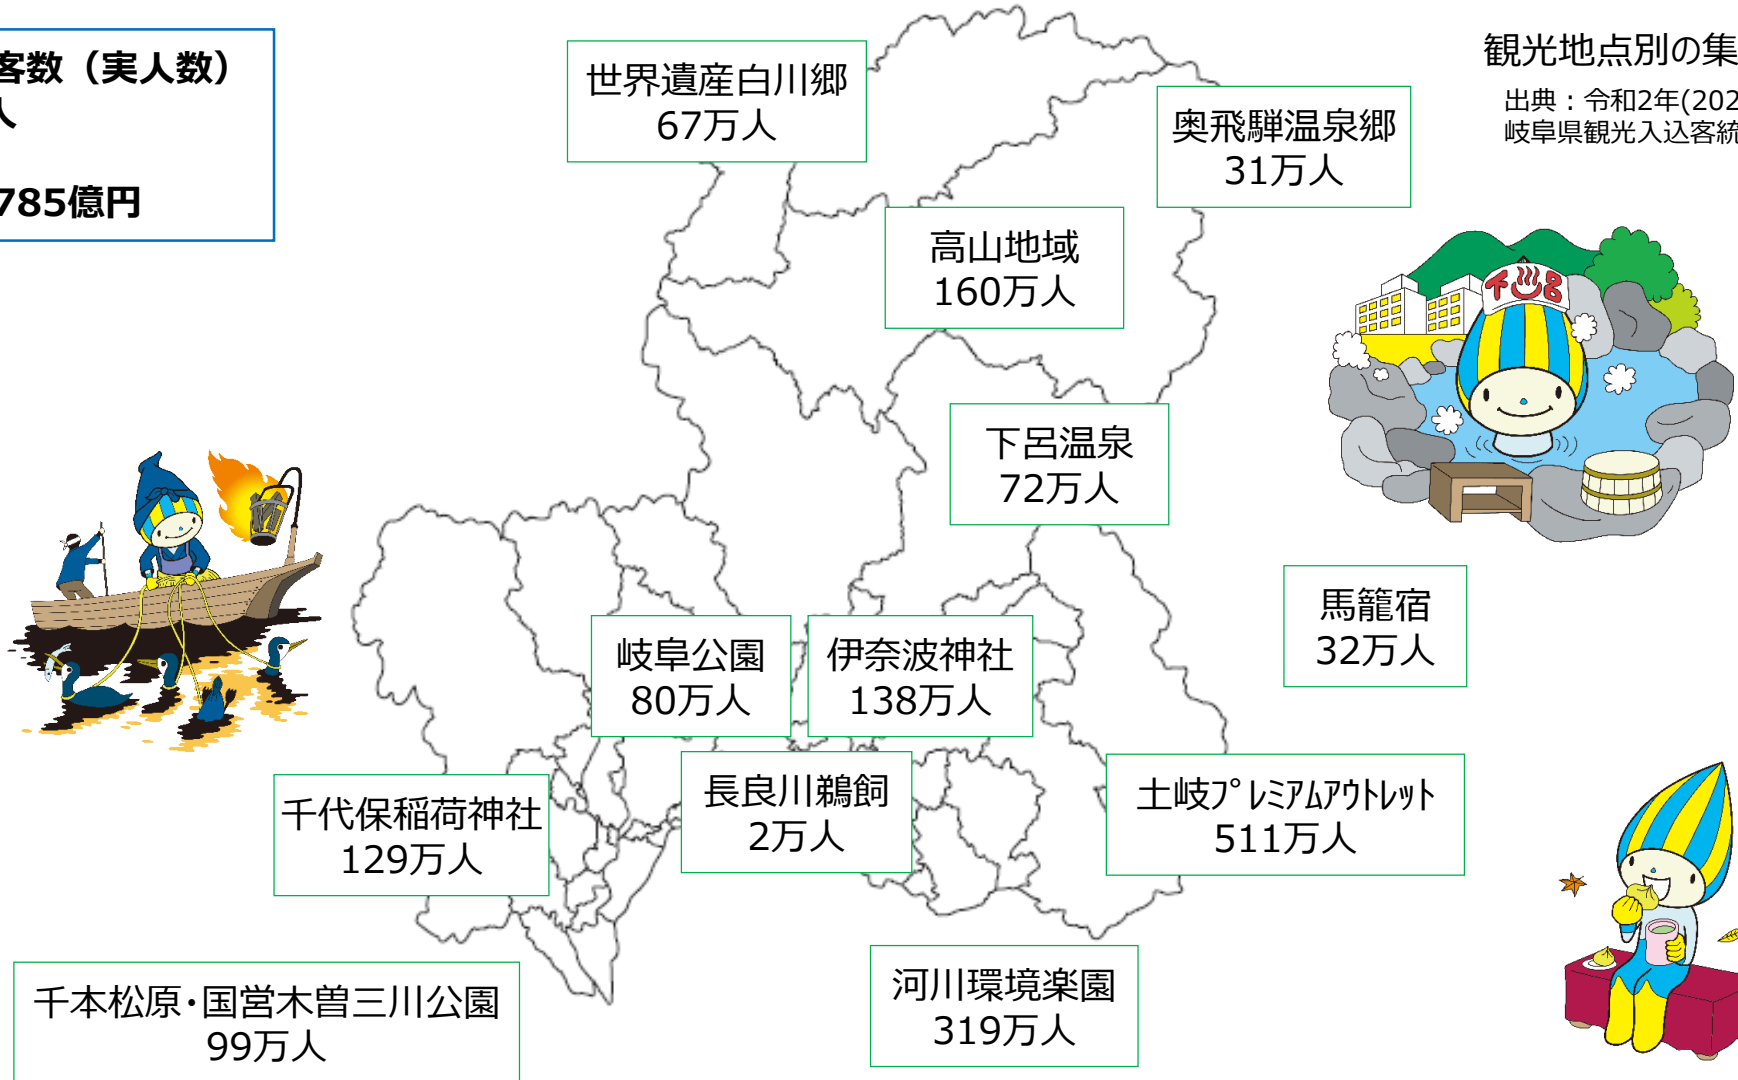 客数（実人数）
人
785億円
観光地点別の集
出典：令和2年(202
岐阜県観光入込客統
世界遺産白川郷
67万人
奥飛騨温泉郷
31万人
高山地域
160万人
下呂
下呂温泉
72万人
馬籠宿
32万人
岐阜公園
80万人
伊奈波神社
138万人
千代保稲荷神社
129万人
長良川鵜飼
2万人
土岐ﾌﾟﾚﾐｱﾑｱｳﾄﾚｯﾄ
511万人
千本松原･国営木曽三川公園
99万人
河川環境楽園
319万人